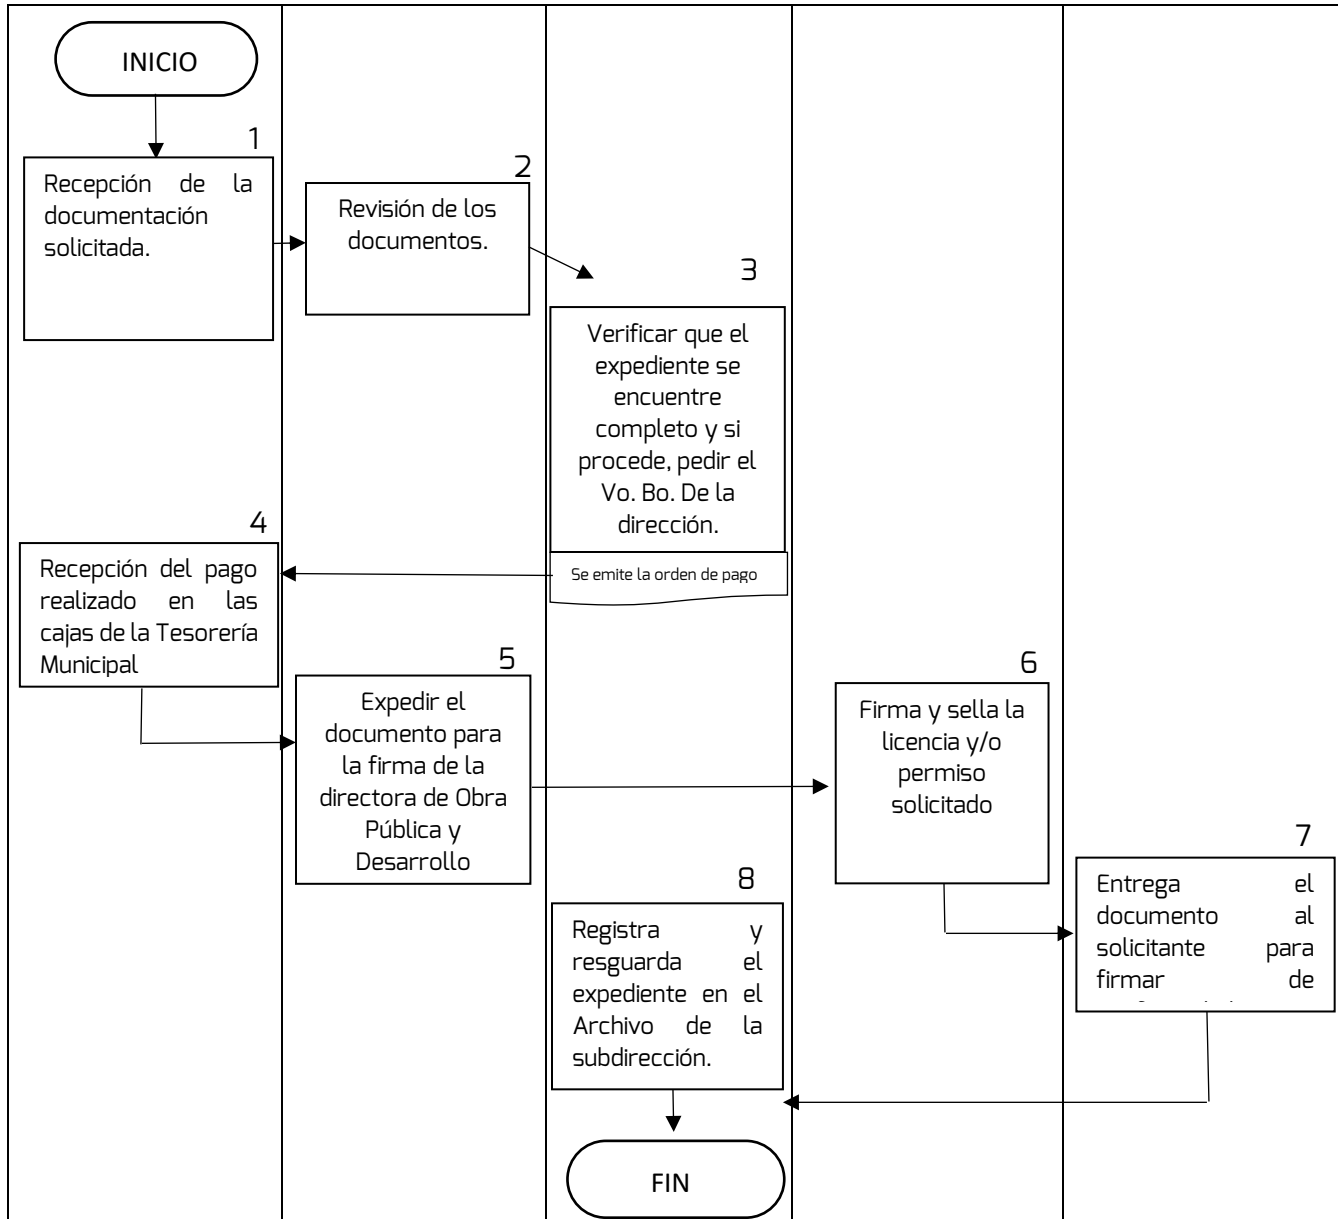 INICIO
1
Recepción de la
documentación
solicitada.
2
Revisión de los
documentos.
3
Verificar que el
expediente se
encuentre
completo y si
procede, pedir el
Vo. Bo. De la
dirección.
Se emite la orden de pago
4
Recepción del pago
realizado en las
cajas de la Tesorería
Municipal
5
Expedir el
documento para
la firma de la
directora de Obra
Pública y
Desarrollo
6
Firma y sella la
licencia y/o
permiso
solicitado
7
Entrega el
documento al
solicitante para
firmar de
8
Registra y
resguarda el
expediente en el
Archivo de la
subdirección.
FIN